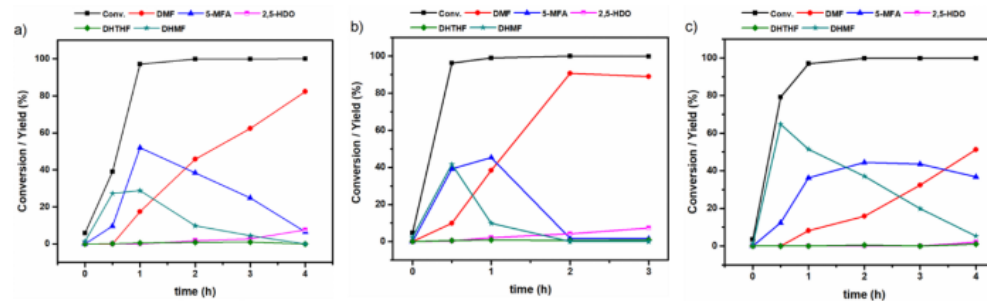 a)
Conv. DMF 5-MFA 2,5-HDO
DHTHF DHMF
Conversion / Yield (%)
100
80
60
40
20
0
0 1 2 3 4
time (h)
b)
Conv. DMF 5-MFA 2,5-HDO
DHTHF DHMF
Conversion / Yield (%)
100
80
60
40
20
0
0 1 2 3
time (h)
c)
Conv. DMF 5-MFA 2,5-HDO
DHTHF DHMF
Conversion / Yield (%)
100
80
60
40
20
0
0 1 2 3 4
time (h)